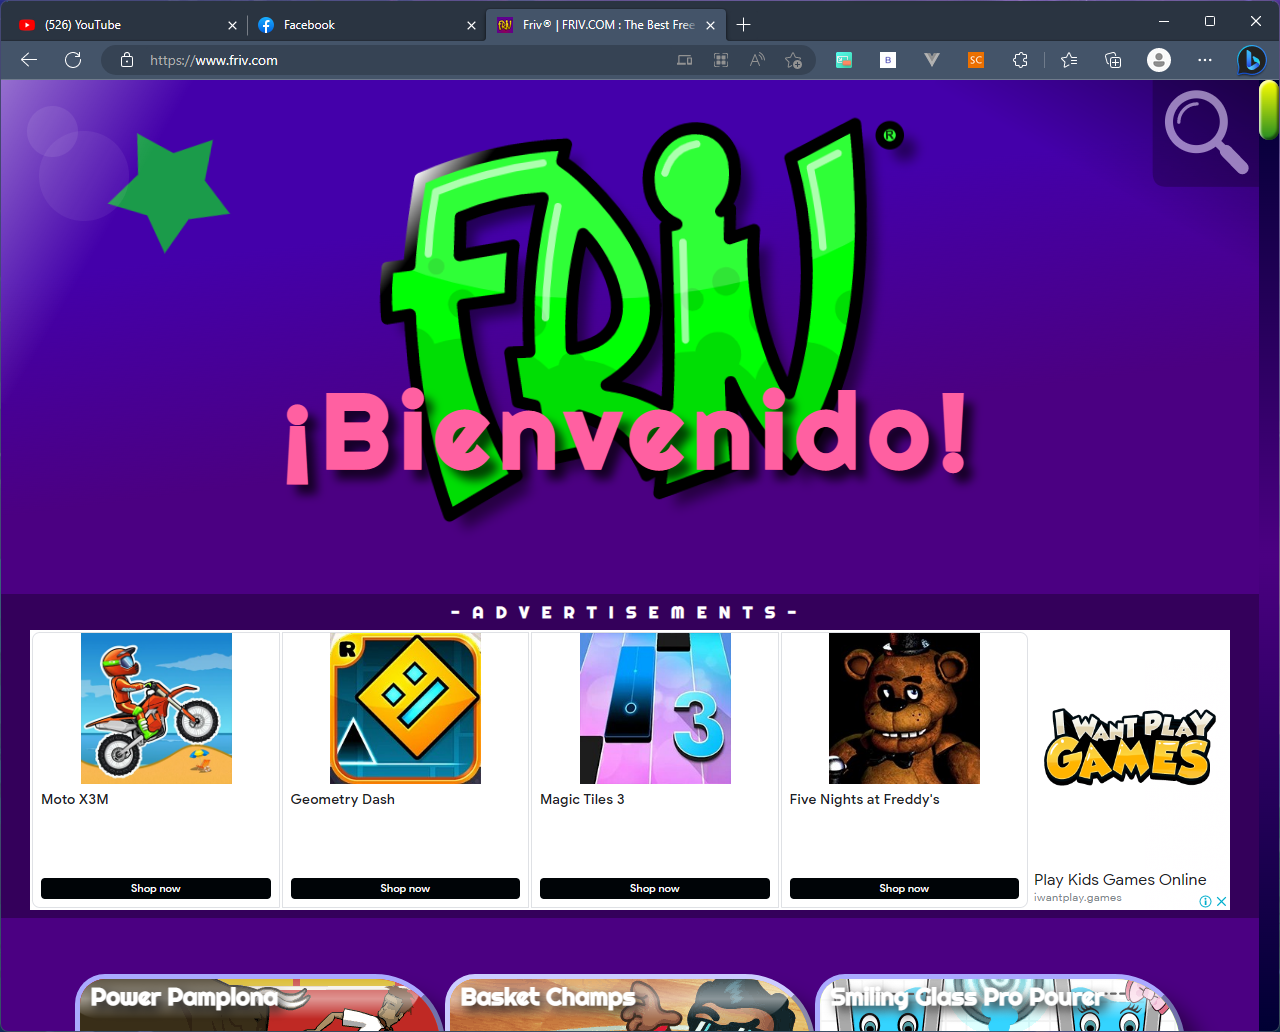 (526) YouTube
Facebook
Friv® | FRIV.COM : The Best Free
https://www.friv.com
B
SC
FRIV®
¡Bienvenido!
-ADVERTISEMENTS-
R
3
Moto X3M
Geometry Dash
Magic Tiles 3
Five Nights at Freddy's
I WANT PLAY
GAMES
Shop now
Shop now
Shop now
Shop now
Play Kids Games Online
iwantplay.games
Power Pamplona
Basket Champs
Smiling Glass Pro Pourer